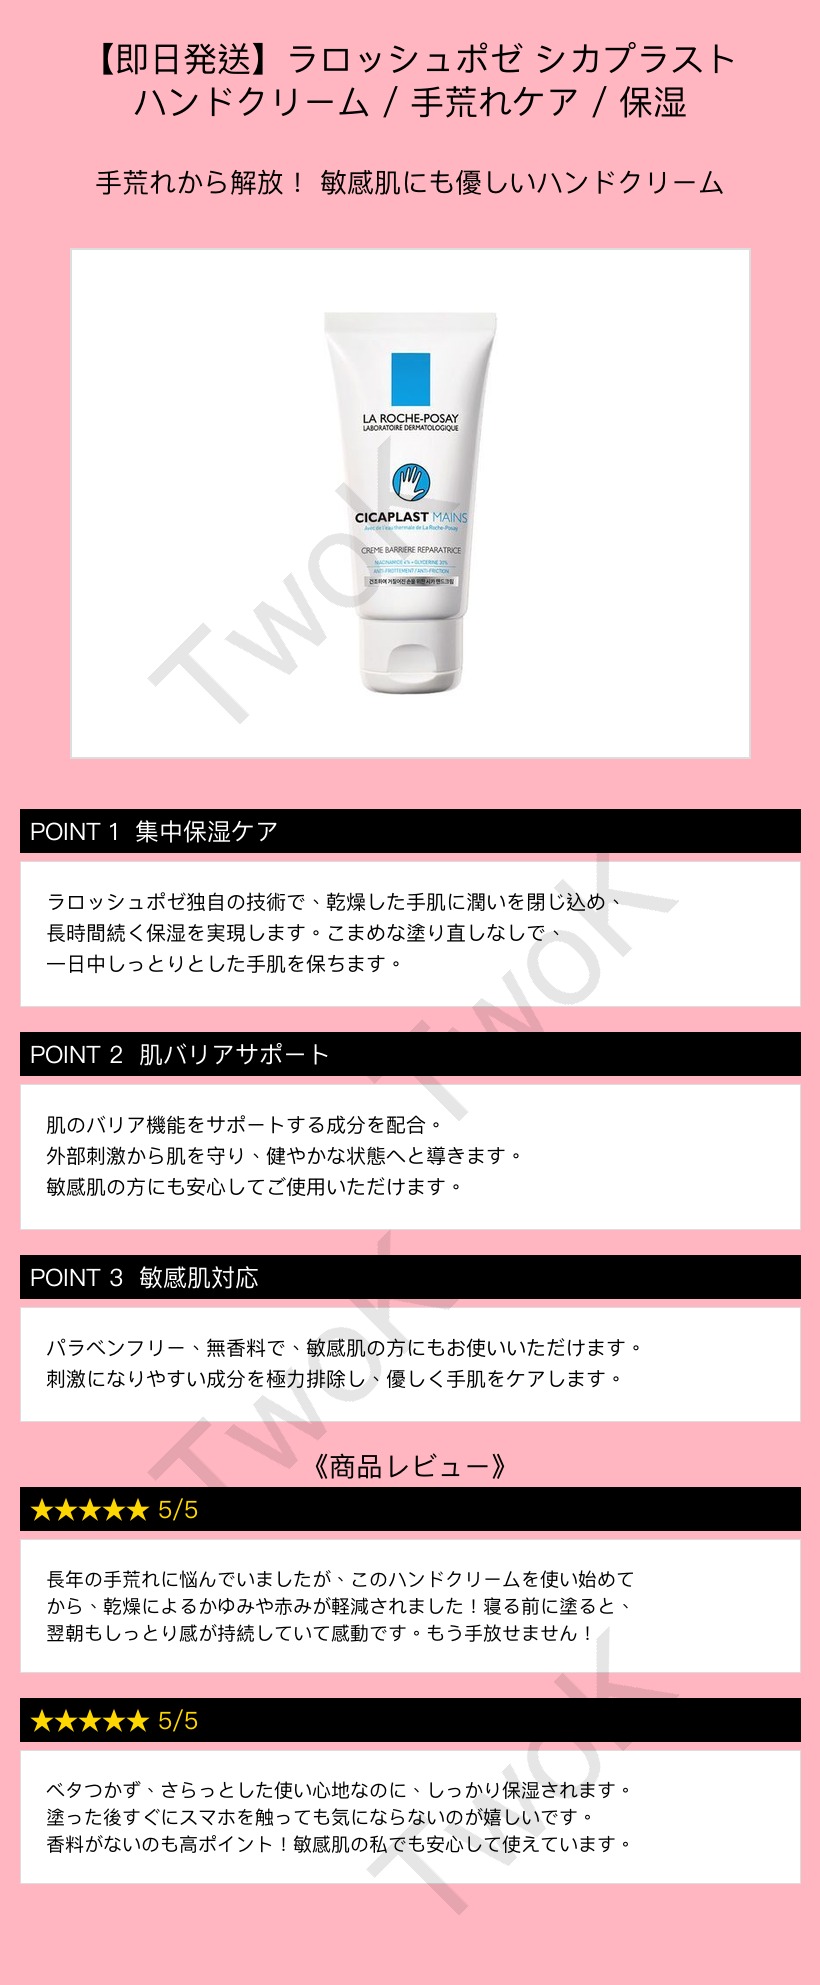 【即日発送】ラロッシュポゼ シカプラスト
ハンドクリーム / 手荒れケア / 保湿
手荒れから解放！ 敏感肌にも優しいハンドクリーム
LA ROCHE-POSAY
LABORATOIRE DERMATOLOGIQUE
CICAPLAST MAINS
Avec de l'eau thermale de La Roche-Posay
CREME BARRIERE REPARATRICE
NIACINAMIDE 4% - GLYCERINE 30%
ANTI-FROTTEMENT / ANTI-FRICTION
건조하며 거칠어진 손을 위한 시카 핸드크림
TwoK
POINT 1 集中保湿ケア
ラロッシュポゼ独自の技術で、乾燥した手肌に潤いを閉じ込め、
長時間続く保湿を実現します。こまめな塗り直しなしで、
一日中しっとりとした手肌を保ちます。
TwoK
POINT 2 肌バリアサポート
肌のバリア機能をサポートする成分を配合。
外部刺激から肌を守り、健やかな状態へと導きます。
敏感肌の方にも安心してご使用いただけます。
POINT 3 敏感肌対応
パラベンフリー、無香料で、敏感肌の方にもお使いいただけます。
刺激になりやすい成分を極力排除し、優しく手肌をケアします。
TwoK
《商品レビュー》
★★★★★ 5/5
長年の手荒れに悩んでいましたが、このハンドクリームを使い始めて
から、乾燥によるかゆみや赤みが軽減されました！寝る前に塗ると、
翌朝もしっとり感が持続していて感動です。もう手放せません！
★★★★★ 5/5
ベタつかず、さらっとした使い心地なのに、しっかり保湿されます。
塗った後すぐにスマホを触っても気にならないのが嬉しいです。
香料がないのも高ポイント！敏感肌の私でも安心して使えています。
TwoK